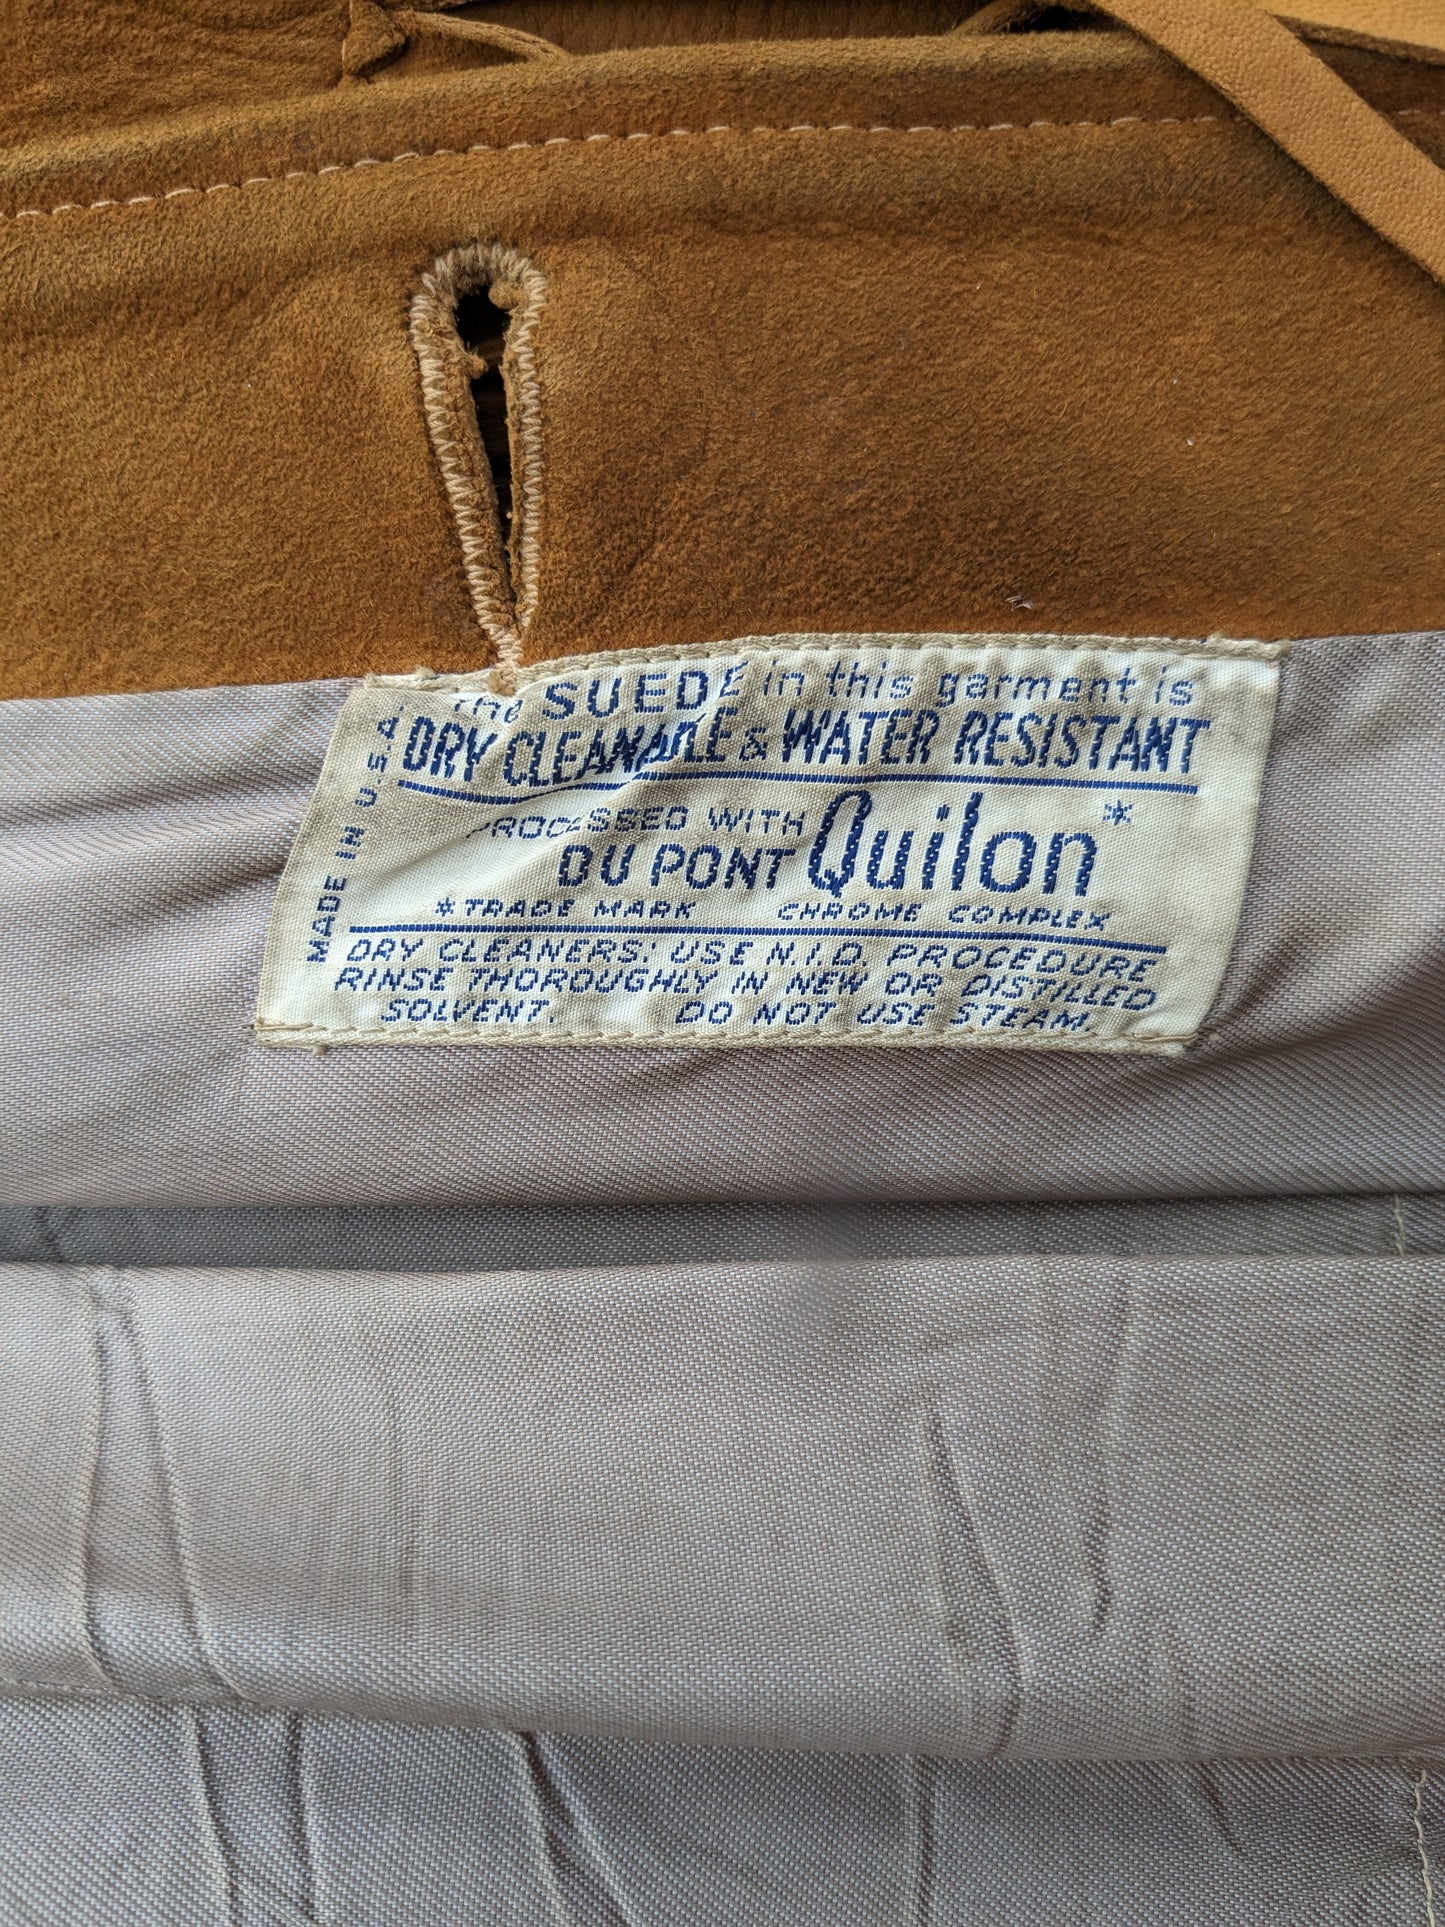 The SUEDE in this garment is
DRY CLEANABLE & WATER RESISTANT
PROCESSED WITH
DU PONT Quilon*
*TRADE MARK CHROME COMPLEX
DRY CLEANERS: USE N.I.D. PROCEDURE
RINSE THOROUGHLY IN NEW OR DISTILLED
SOLVENT. DO NOT USE STEAM.
MADE IN U.S.A.